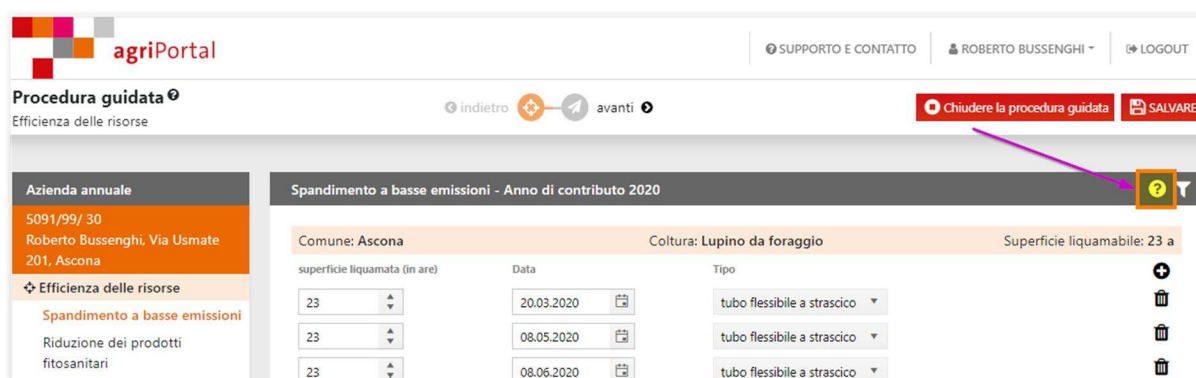 agriPortal
SUPPORTO E CONTATTO
ROBERTO BUSSENGHI
LOGOUT
Procedura guidata
Efficienza delle risorse
indietro
avanti
Chiudere la procedura guidata
SALVARE
Azienda annuale
5091/99/ 30
Roberto Bussenghi, Via Usmate
201, Ascona
Efficienza delle risorse
Spandimento a basse emissioni
Riduzione dei prodotti
fitosanitari
Spandimento a basse emissioni - Anno di contributo 2020
Comune: Ascona Coltura: Lupino da foraggio Superficie liquamabile: 23 a
superficie liquamata (in are) Data Tipo
23 20.03.2020 tubo flessibile a strascico
23 08.05.2020 tubo flessibile a strascico
23 08.06.2020 tubo flessibile a strascico